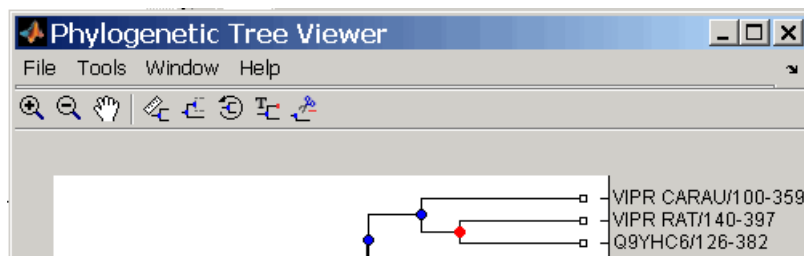 Phylogenetic Tree Viewer
File Tools Window Help
T
VIPR CARAU/100-359
VIPR RAT/140-397
Q9YHC6/126-382